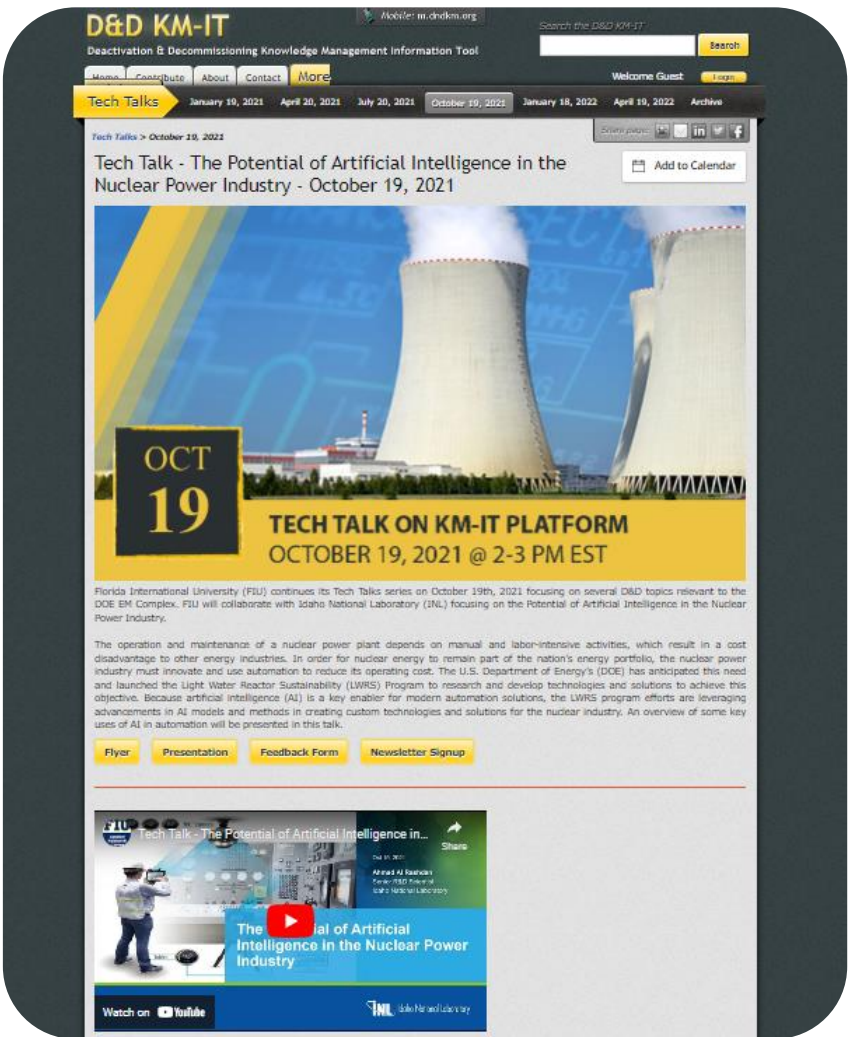 D&D KM-IT
Deactivation & Decommissioning Knowledge Management Information Tool
Mobile: m.dndkm.org
Search the D&D KM-IT
Search
Home Contribute About Contact More
Welcome Guest Login
Tech Talks January 19, 2021 April 20, 2021 July 20, 2021 October 19, 2021 January 18, 2022 April 19, 2022 Archive
Tech Talks > October 19, 2021
Share page:
Tech Talk - The Potential of Artificial Intelligence in the
Nuclear Power Industry - October 19, 2021
Add to Calendar
OCT
19
TECH TALK ON KM-IT PLATFORM
OCTOBER 19, 2021 @ 2-3 PM EST
Florida International University (FIU) continues its Tech Talks series on October 19th, 2021 focusing on several D&D topics relevant to the
DOE EM Complex. FIU will collaborate with Idaho National Laboratory (INL) focusing on the Potential of Artificial Intelligence in the Nuclear
Power Industry.
The operation and maintenance of a nuclear power plant depends on manual and labor-intensive activities, which result in a cost
disadvantage to other energy industries. In order for nuclear energy to remain part of the nation's energy portfolio, the nuclear power
industry must innovate and use automation to reduce its operating cost. The U.S. Department of Energy's (DOE) has anticipated this need
and launched the Light Water Reactor Sustainability (LWRS) Program to research and develop technologies and solutions to achieve this
objective. Because artificial intelligence (AI) is a key enabler for modern automation solutions, the LWRS program efforts are leveraging
advancements in AI models and methods in creating custom technologies and solutions for the nuclear industry. An overview of some key
uses of AI in automation will be presented in this talk.
Flyer Presentation Feedback Form Newsletter Signup
FIU
Tech Talk - The Potential of Artificial Intelligence in...
Share
Ahmad Al Rashdan
Senior R&D Scientist
Idaho National Laboratory
The ial of Artificial
Intelligence in the Nuclear Power
Industry
Watch on YouTube
INL Idaho National Laboratory